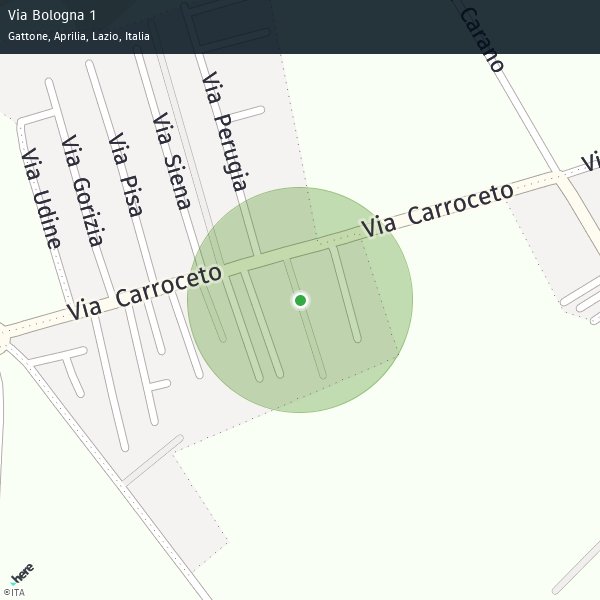 Via Bologna 1
Gattone, Aprilia, Lazio, Italia
Carano
Via Perugia
Via Siena
Via Pisa
Via Gorizia
Via Udine
Vi
Via Carroceto
Via Carroceto
here
©ITA